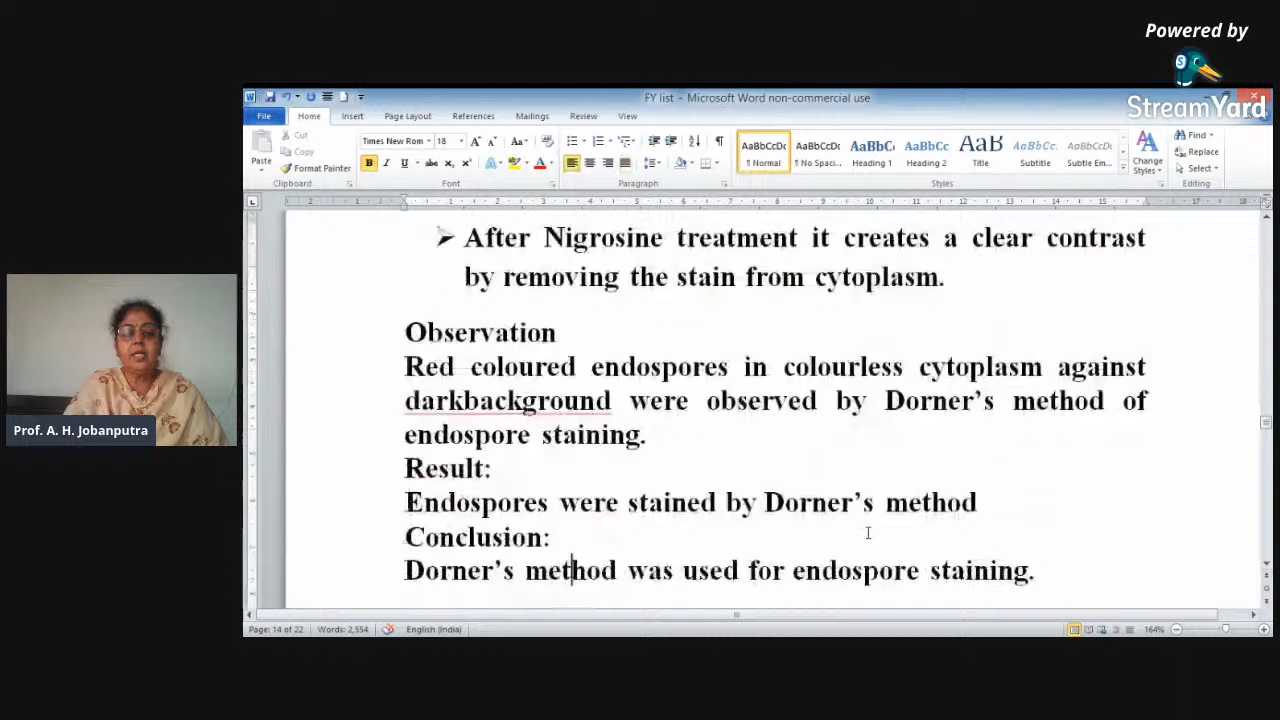 Powered by
StreamYard
FY list - Microsoft Word non-commercial use
File Home Insert Page Layout References Mailings Review View
Cut
Copy
Paste
Format Painter
Clipboard
Times New Rom 18
Font
Paragraph
AaBbCcDc AaBbCcDc AaBbC AaBbCc AaB AaBbCc. AaBbCcDc
¶ Normal ¶ No Spaci... Heading 1 Heading 2 Title Subtitle Subtle Em...
Change Styles
Styles
Find
Replace
Select
Editing
After Nigrosine treatment it creates a clear contrast
by removing the stain from cytoplasm.
Observation
Red coloured endospores in colourless cytoplasm against
darkbackground were observed by Dorner's method of
endospore staining.
Result:
Endospores were stained by Dorner's method
Conclusion:
Dorner's method was used for endospore staining.
Prof. A. H. Jobanputra
Page: 14 of 22 Words: 2,554 English (India) 164%